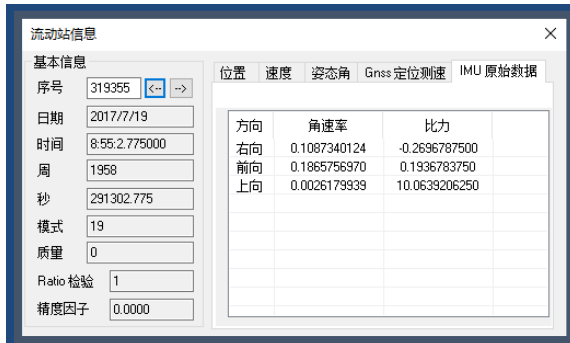 流动站信息
基本信息
序号 319355 <-- -->
日期 2017/7/19
时间 8:55:2.775000
周 1958
秒 291302.775
模式 19
质量 0
Ratio 检验 1
精度因子 0.0000
位置 速度 姿态角 Gnss 定位测速 IMU 原始数据
方向 角速率 比力
右向 0.1087340124 -0.2696787500
前向 0.1865756970 0.1936783750
上向 0.0026179939 10.0639206250